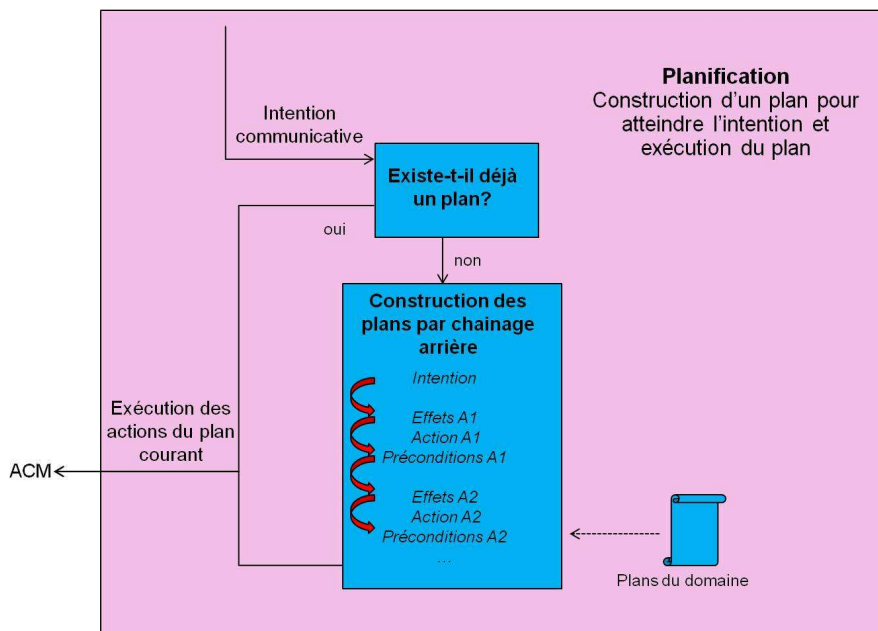 Planification
Construction d'un plan pour
atteindre l'intention et
exécution du plan
Intention
communicative
Existe-t-il déjà
un plan?
oui
non
Construction des
plans par chainage
arrière
Intention
Effets A1
Action A1
Préconditions A1
Effets A2
Action A2
Préconditions A2
...
Exécution des
actions du plan
courant
ACM
Plans du domaine